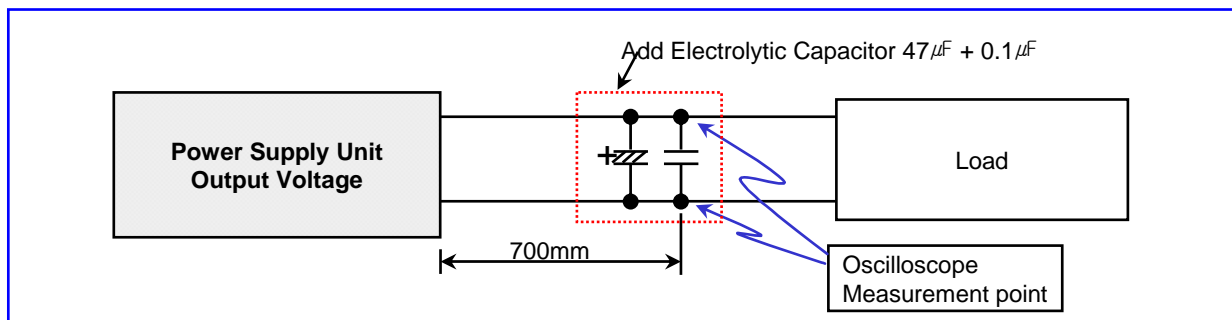 Add Electrolytic Capacitor 47㎌ + 0.1㎌
Power Supply Unit
Output Voltage
+
Load
700mm
Oscilloscope
Measurement point